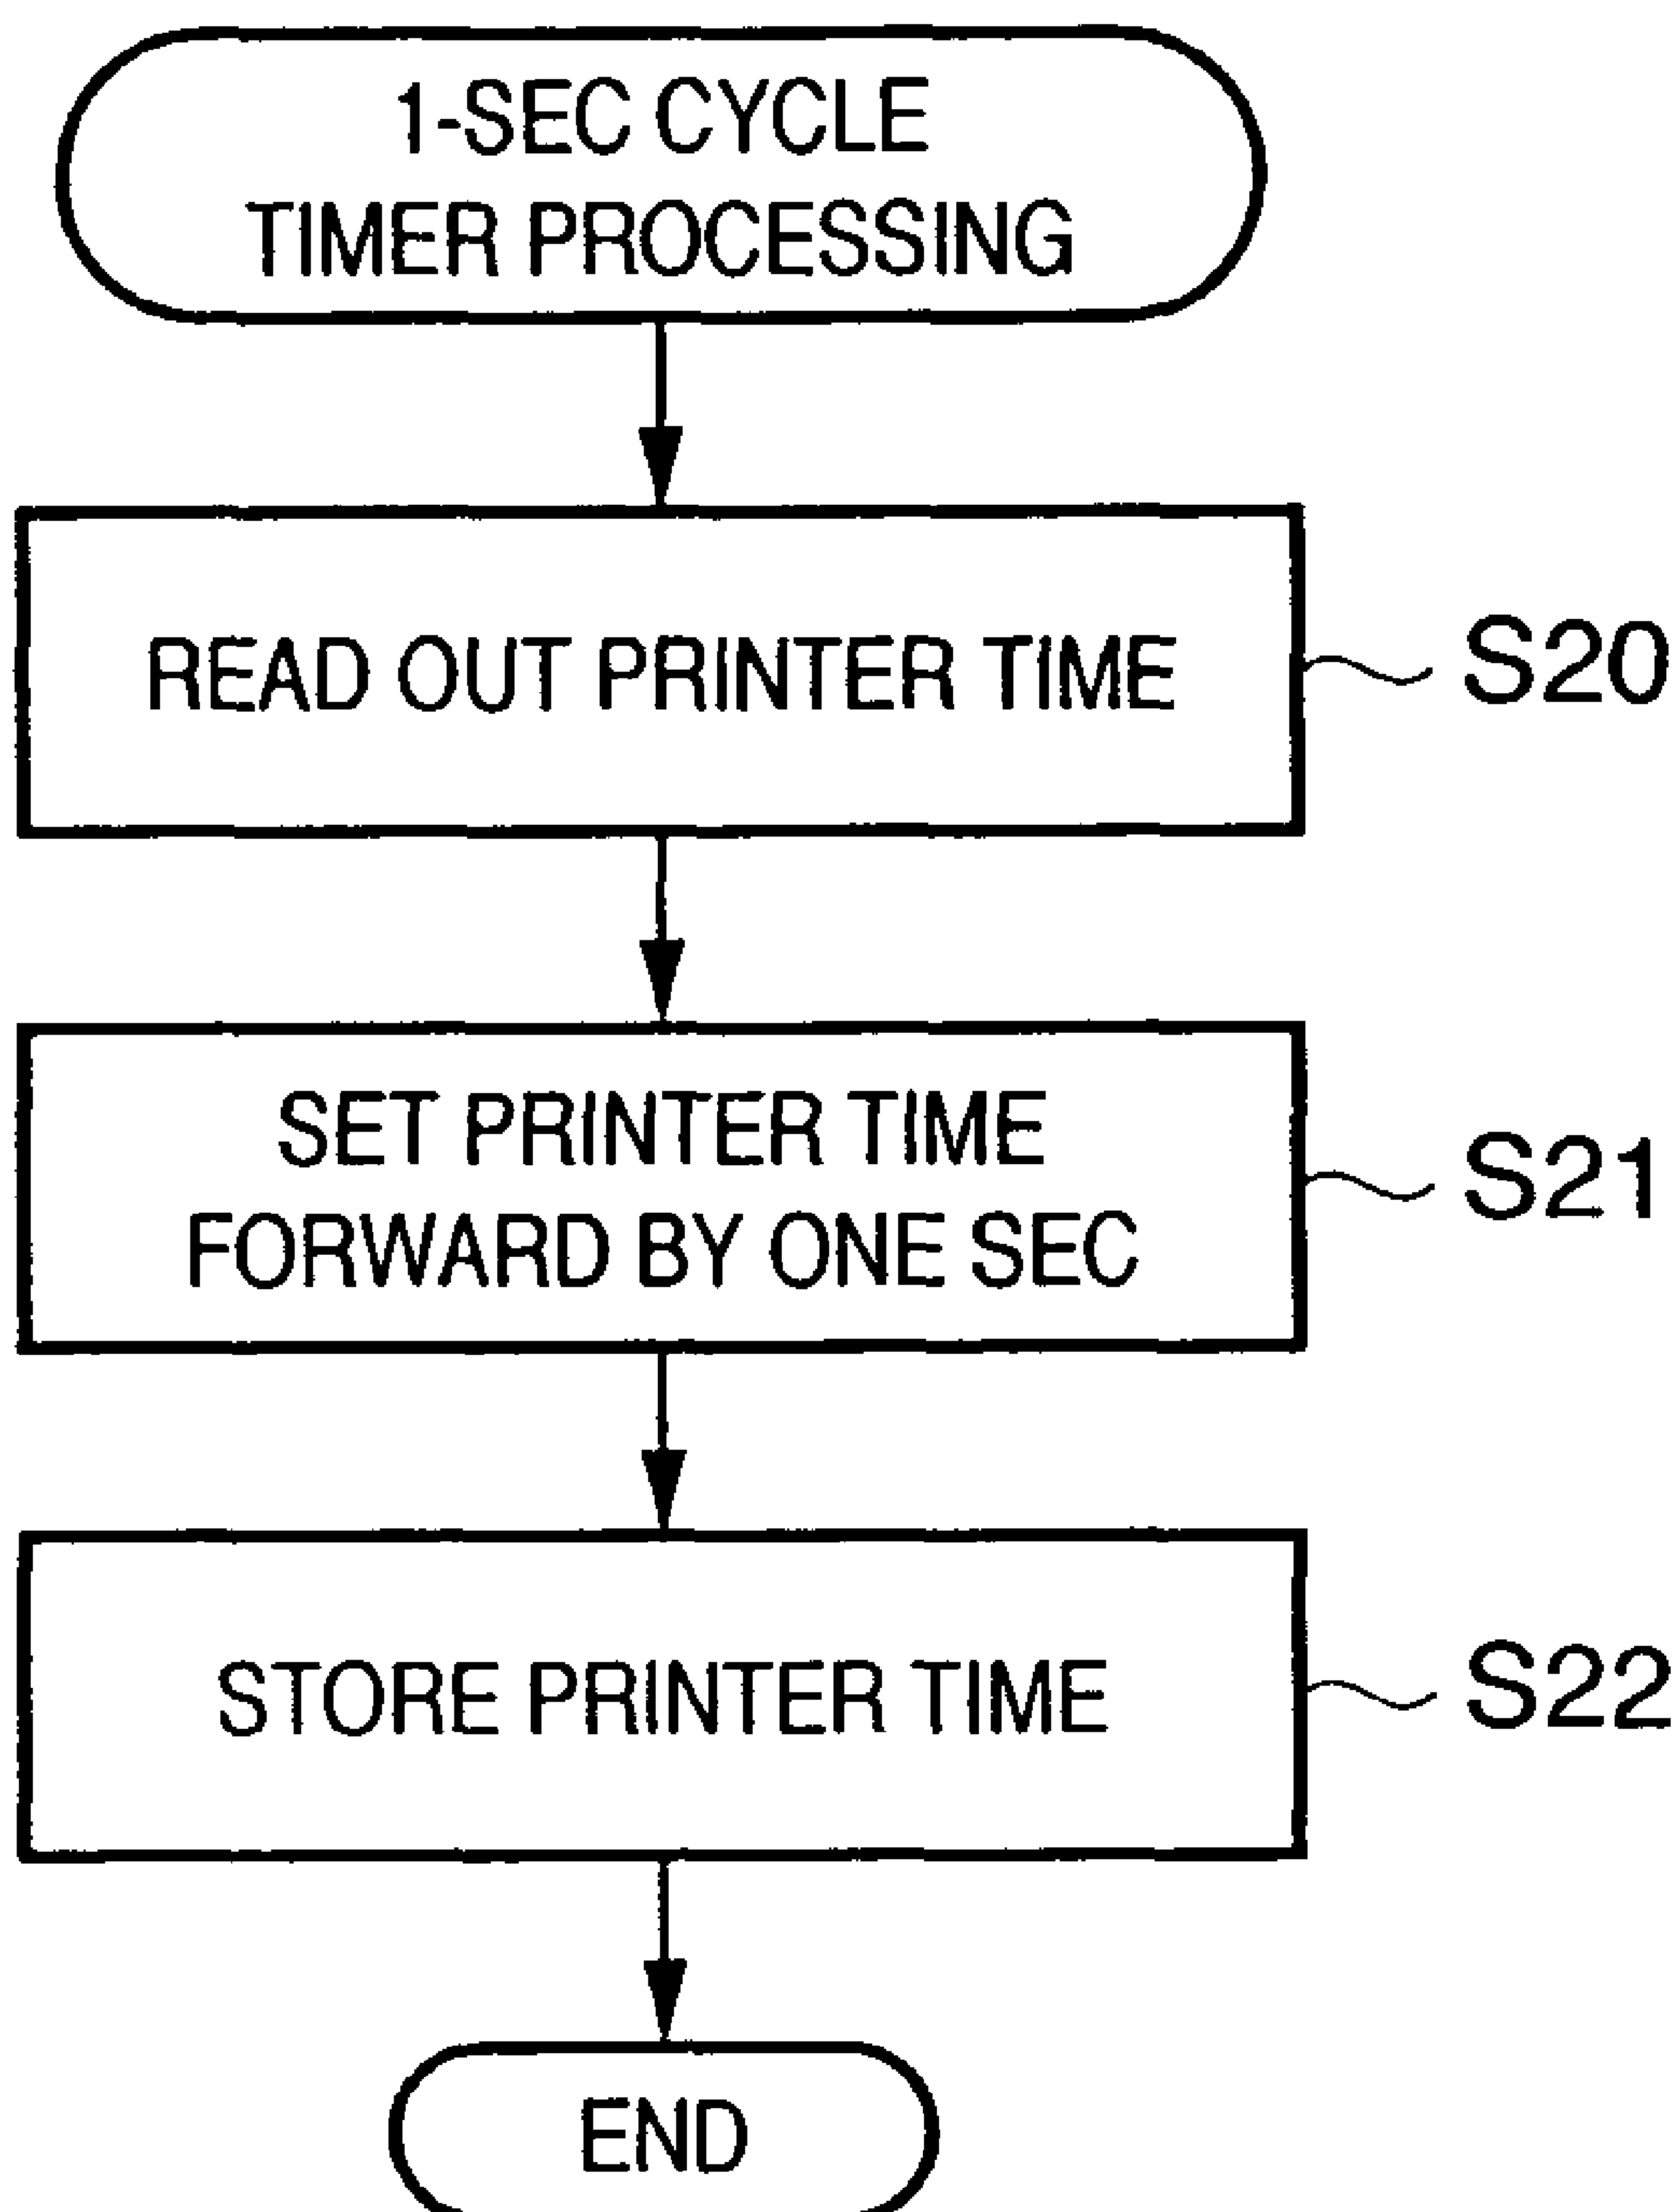 1-SEC CYCLE
TIMER PROCESSING
READ OUT PRINTER TIME
S20
SET PRINTER TIME
FORWARD BY ONE SEC
S21
STORE PRINTER TIME
S22
END